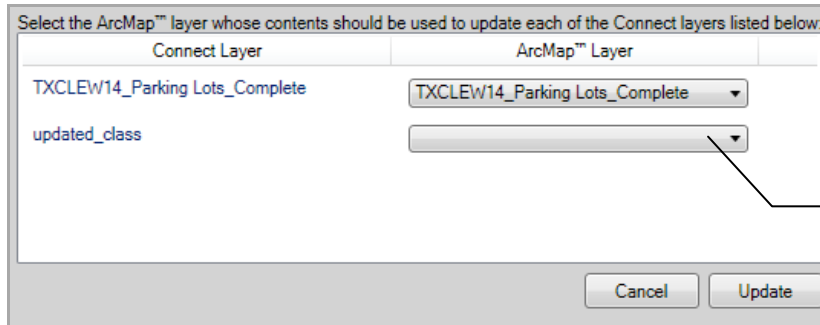 Select the ArcMap™ layer whose contents should be used to update each of the Connect layers listed below:
Connect Layer ArcMap™ Layer
TXCLEW14_Parking Lots_Complete TXCLEW14_Parking Lots_Complete
updated_class
Cancel Update